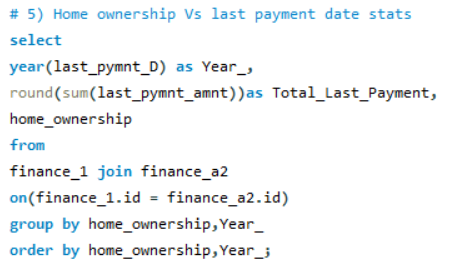 # 5) Home ownership Vs last payment date stats
select
year(last_pymnt_D) as Year_,
round(sum(last_pymnt_amnt))as Total_Last_Payment,
home_ownership
from
finance_1 join finance_a2
on(finance_1.id = finance_a2.id)
group by home_ownership,Year_
order by home_ownership,Year_;